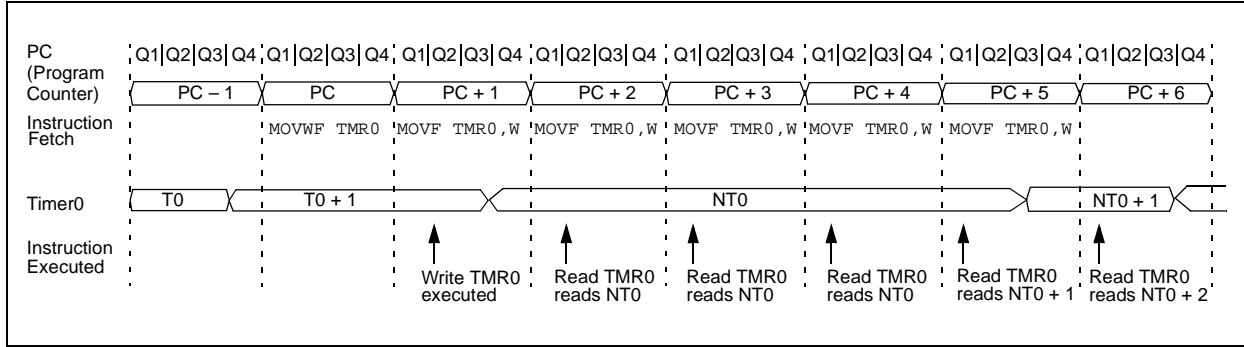 PC
(Program
Counter)
Q1 Q2 Q3 Q4 Q1 Q2 Q3 Q4 Q1 Q2 Q3 Q4 Q1 Q2 Q3 Q4 Q1 Q2 Q3 Q4 Q1 Q2 Q3 Q4 Q1 Q2 Q3 Q4 Q1 Q2 Q3 Q4
PC – 1 PC PC + 1 PC + 2 PC + 3 PC + 4 PC + 5 PC + 6
Instruction
Fetch
MOVWF TMR0 MOVF TMR0,W MOVF TMR0,W MOVF TMR0,W MOVF TMR0,W MOVF TMR0,W
Timer0
T0 T0 + 1 NT0 NT0 + 1
Instruction
Executed
Write TMR0
executed
Read TMR0
reads NT0
Read TMR0
reads NT0
Read TMR0
reads NT0
Read TMR0
reads NT0 + 1
Read TMR0
reads NT0 + 2